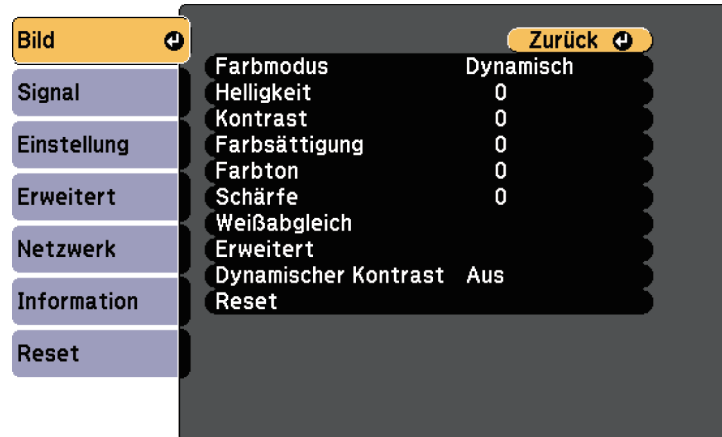 Bild
Signal
Einstellung
Erweitert
Netzwerk
Information
Reset
Zurück
Farbmodus Dynamisch
Helligkeit 0
Kontrast 0
Farbsättigung 0
Farbton 0
Schärfe 0
Weißabgleich
Erweitert
Dynamischer Kontrast Aus
Reset